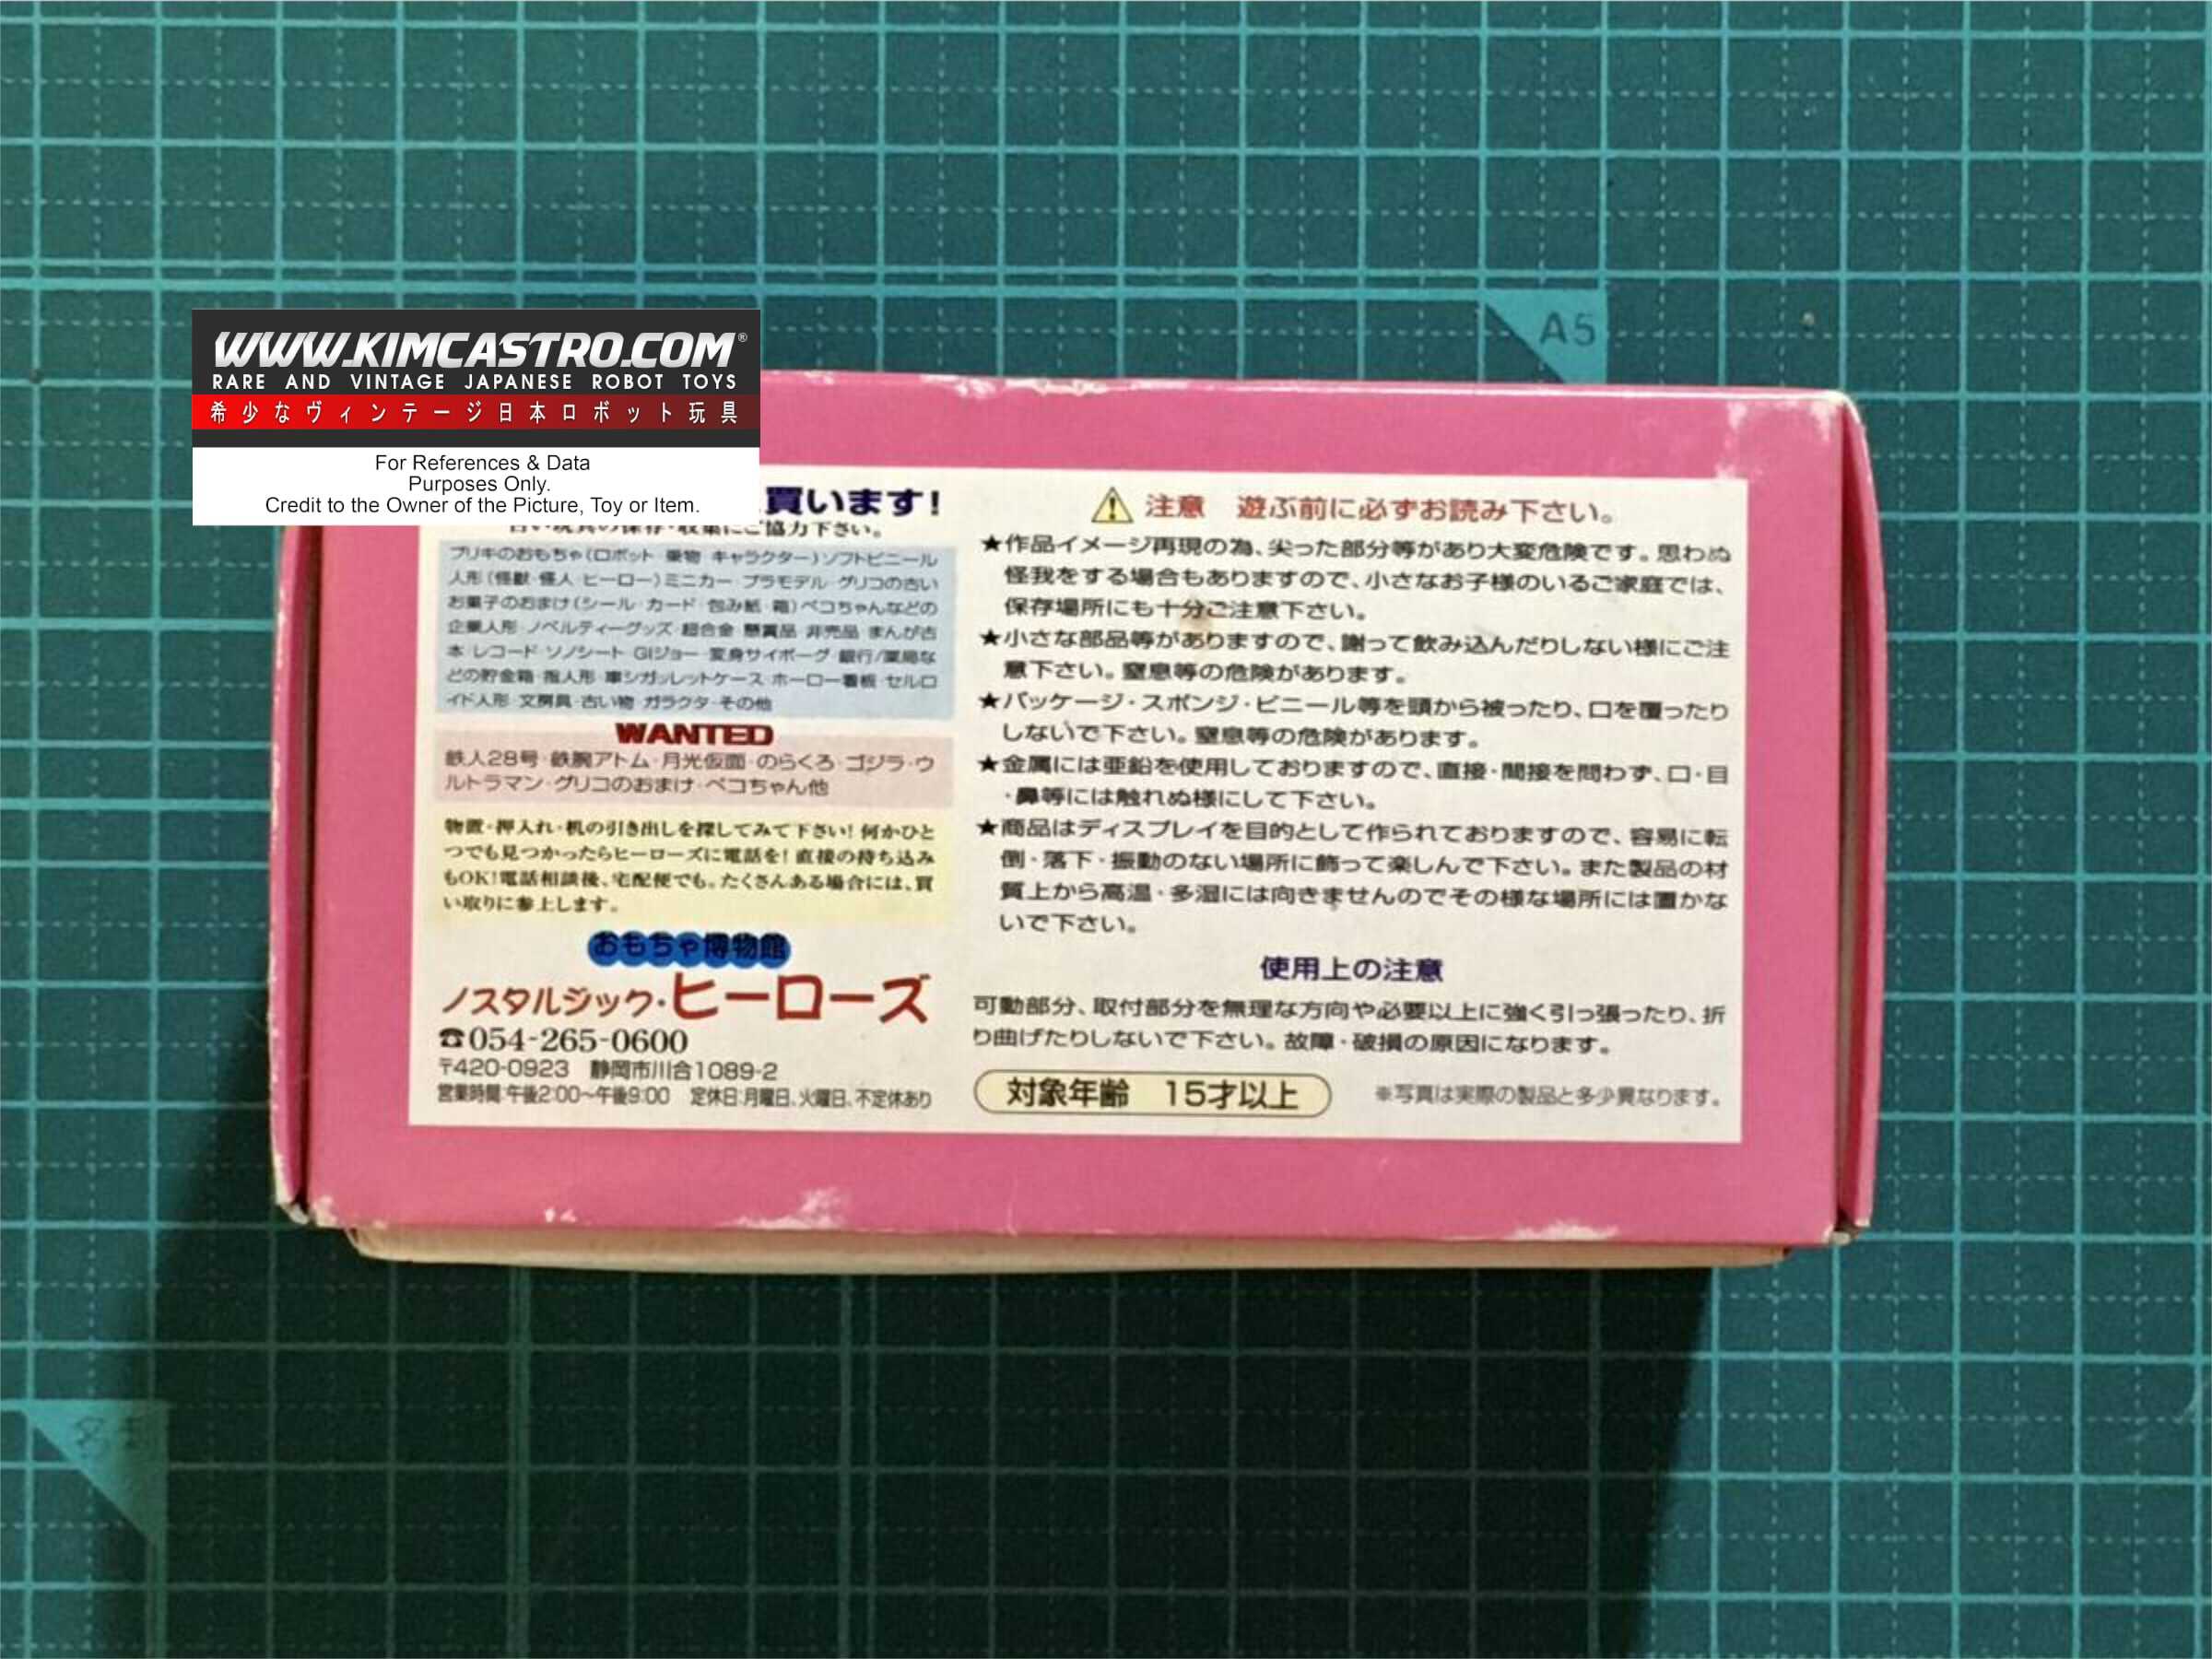 WWW.KIMCASTRO.COM®
RARE AND VINTAGE JAPANESE ROBOT TOYS
希少なヴィンテージ日本ロボット玩具
For References & Data
Purposes Only.
Credit to the Owner of the Picture, Toy or Item.
A5
買います!
古い玩具の保存・収集にご協力下さい。
ブリキのおもちゃ(ロボット・乗物・キャラクター)ソフトビニール
人形(怪獣・怪人・ヒーロー)ミニカー・プラモデル・グリコの古い
お菓子のおまけ(シール・カード・包み紙・箱)ペコちゃんなどの
企業人形・ノベルティーグッズ・超合金・懸賞品・非売品・まんが古
本・レコード・ソノシート・GIジョー・変身サイボーグ・銀行/薬局な
どの貯金箱・指人形・車シガレットケース・ホーロー看板・セルロ
イド人形・文房具・古い物・ガラクタ・その他
WANTED
鉄人28号・鉄腕アトム・月光仮面・のらくろ・ゴジラ・ウ
ルトラマン・グリコのおまけ・ペコちゃん他
物置・押入れ・机の引き出しを探してみて下さい! 何かひと
つでも見つかったらヒーローズに電話を! 直接の持ち込み
もOK!電話相談後、宅配便でも。たくさんある場合には、買
い取りに参上します。
おもちゃ博物館
ノスタルジック・ヒーローズ
☎054-265-0600
〒420-0923 静岡市川合1089-2
営業時間:午後2:00〜午後9:00 定休日:月曜日、火曜日、不定休あり
⚠ 注意 遊ぶ前に必ずお読み下さい。
★作品イメージ再現の為、尖った部分等があり大変危険です。思わぬ
怪我をする場合もありますので、小さなお子様のいるご家庭では、
保存場所にも十分ご注意下さい。
★小さな部品等がありますので、謝って飲み込んだりしない様にご注
意下さい。窒息等の危険があります。
★パッケージ・スポンジ・ビニール等を頭から被ったり、口を覆ったり
しないで下さい。窒息等の危険があります。
★金属には亜鉛を使用しておりますので、直接・間接を問わず、口・目
・鼻等には触れぬ様にして下さい。
★商品はディスプレイを目的として作られておりますので、容易に転
倒・落下・振動のない場所に飾って楽しんで下さい。また製品の材
質上から高温・多湿には向きませんのでその様な場所には置かな
いで下さい。
使用上の注意
可動部分、取付部分を無理な方向や必要以上に強く引っ張ったり、折
り曲げたりしないで下さい。故障・破損の原因になります。
対象年齢 15才以上
※写真は実際の製品と多少異なります。